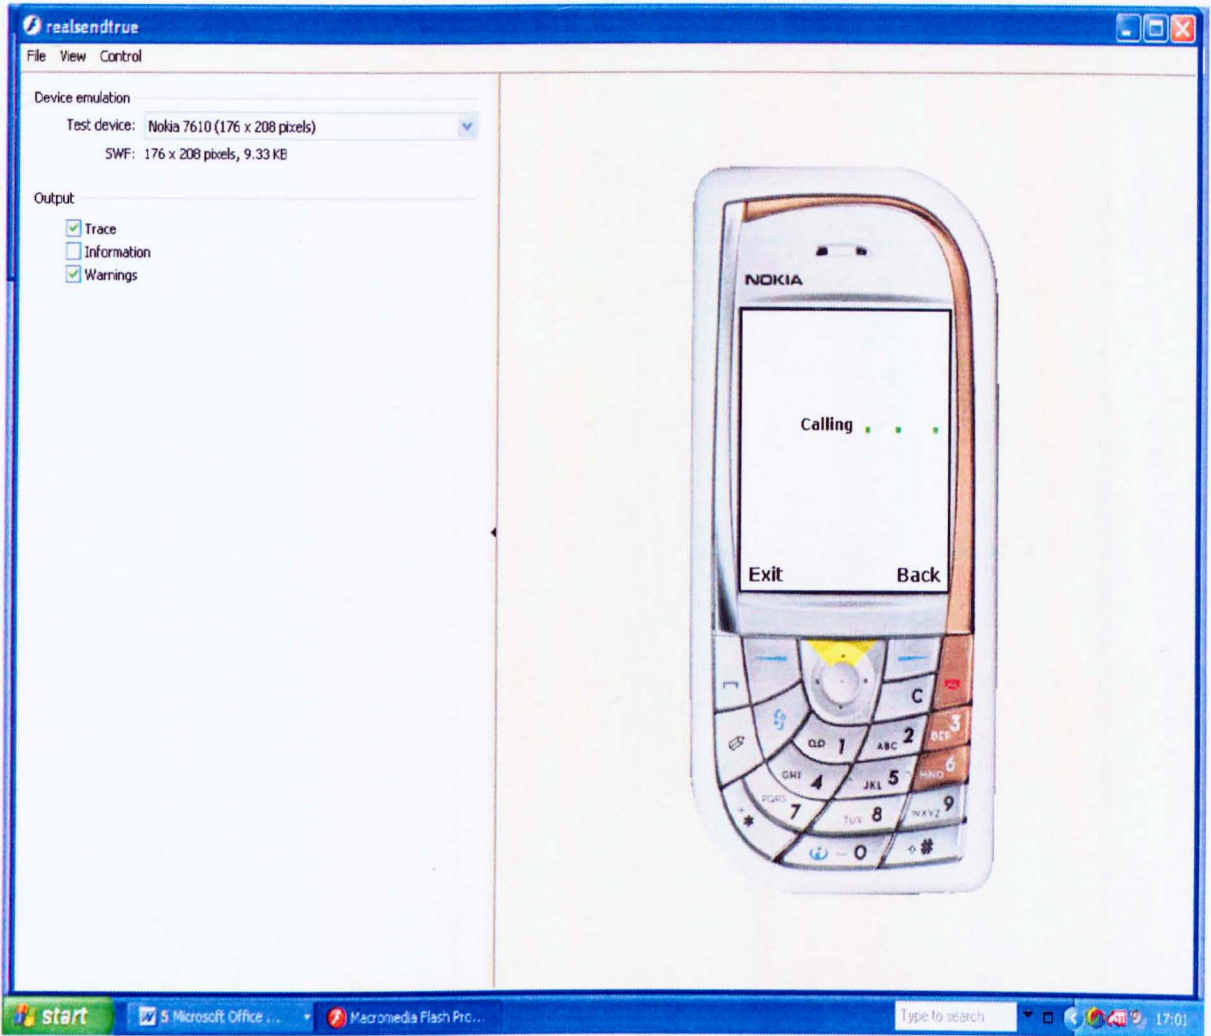 realsendtrue
File View Control
Device emulation
Test device: Nokia 7610 (176 x 208 pixels)
SWF: 176 x 208 pixels, 9.33 KB
Output
Trace
Information
Warnings
NOKIA
Calling . . .
Exit Back
C
1 ABC 2 DEF 3
GHI 4 JKL 5 MNO 6
PQRS 7 TUV 8 WXYZ 9
* 0 #
start 5 Microsoft Office ... Macromedia Flash Pro... Type to search 17:01